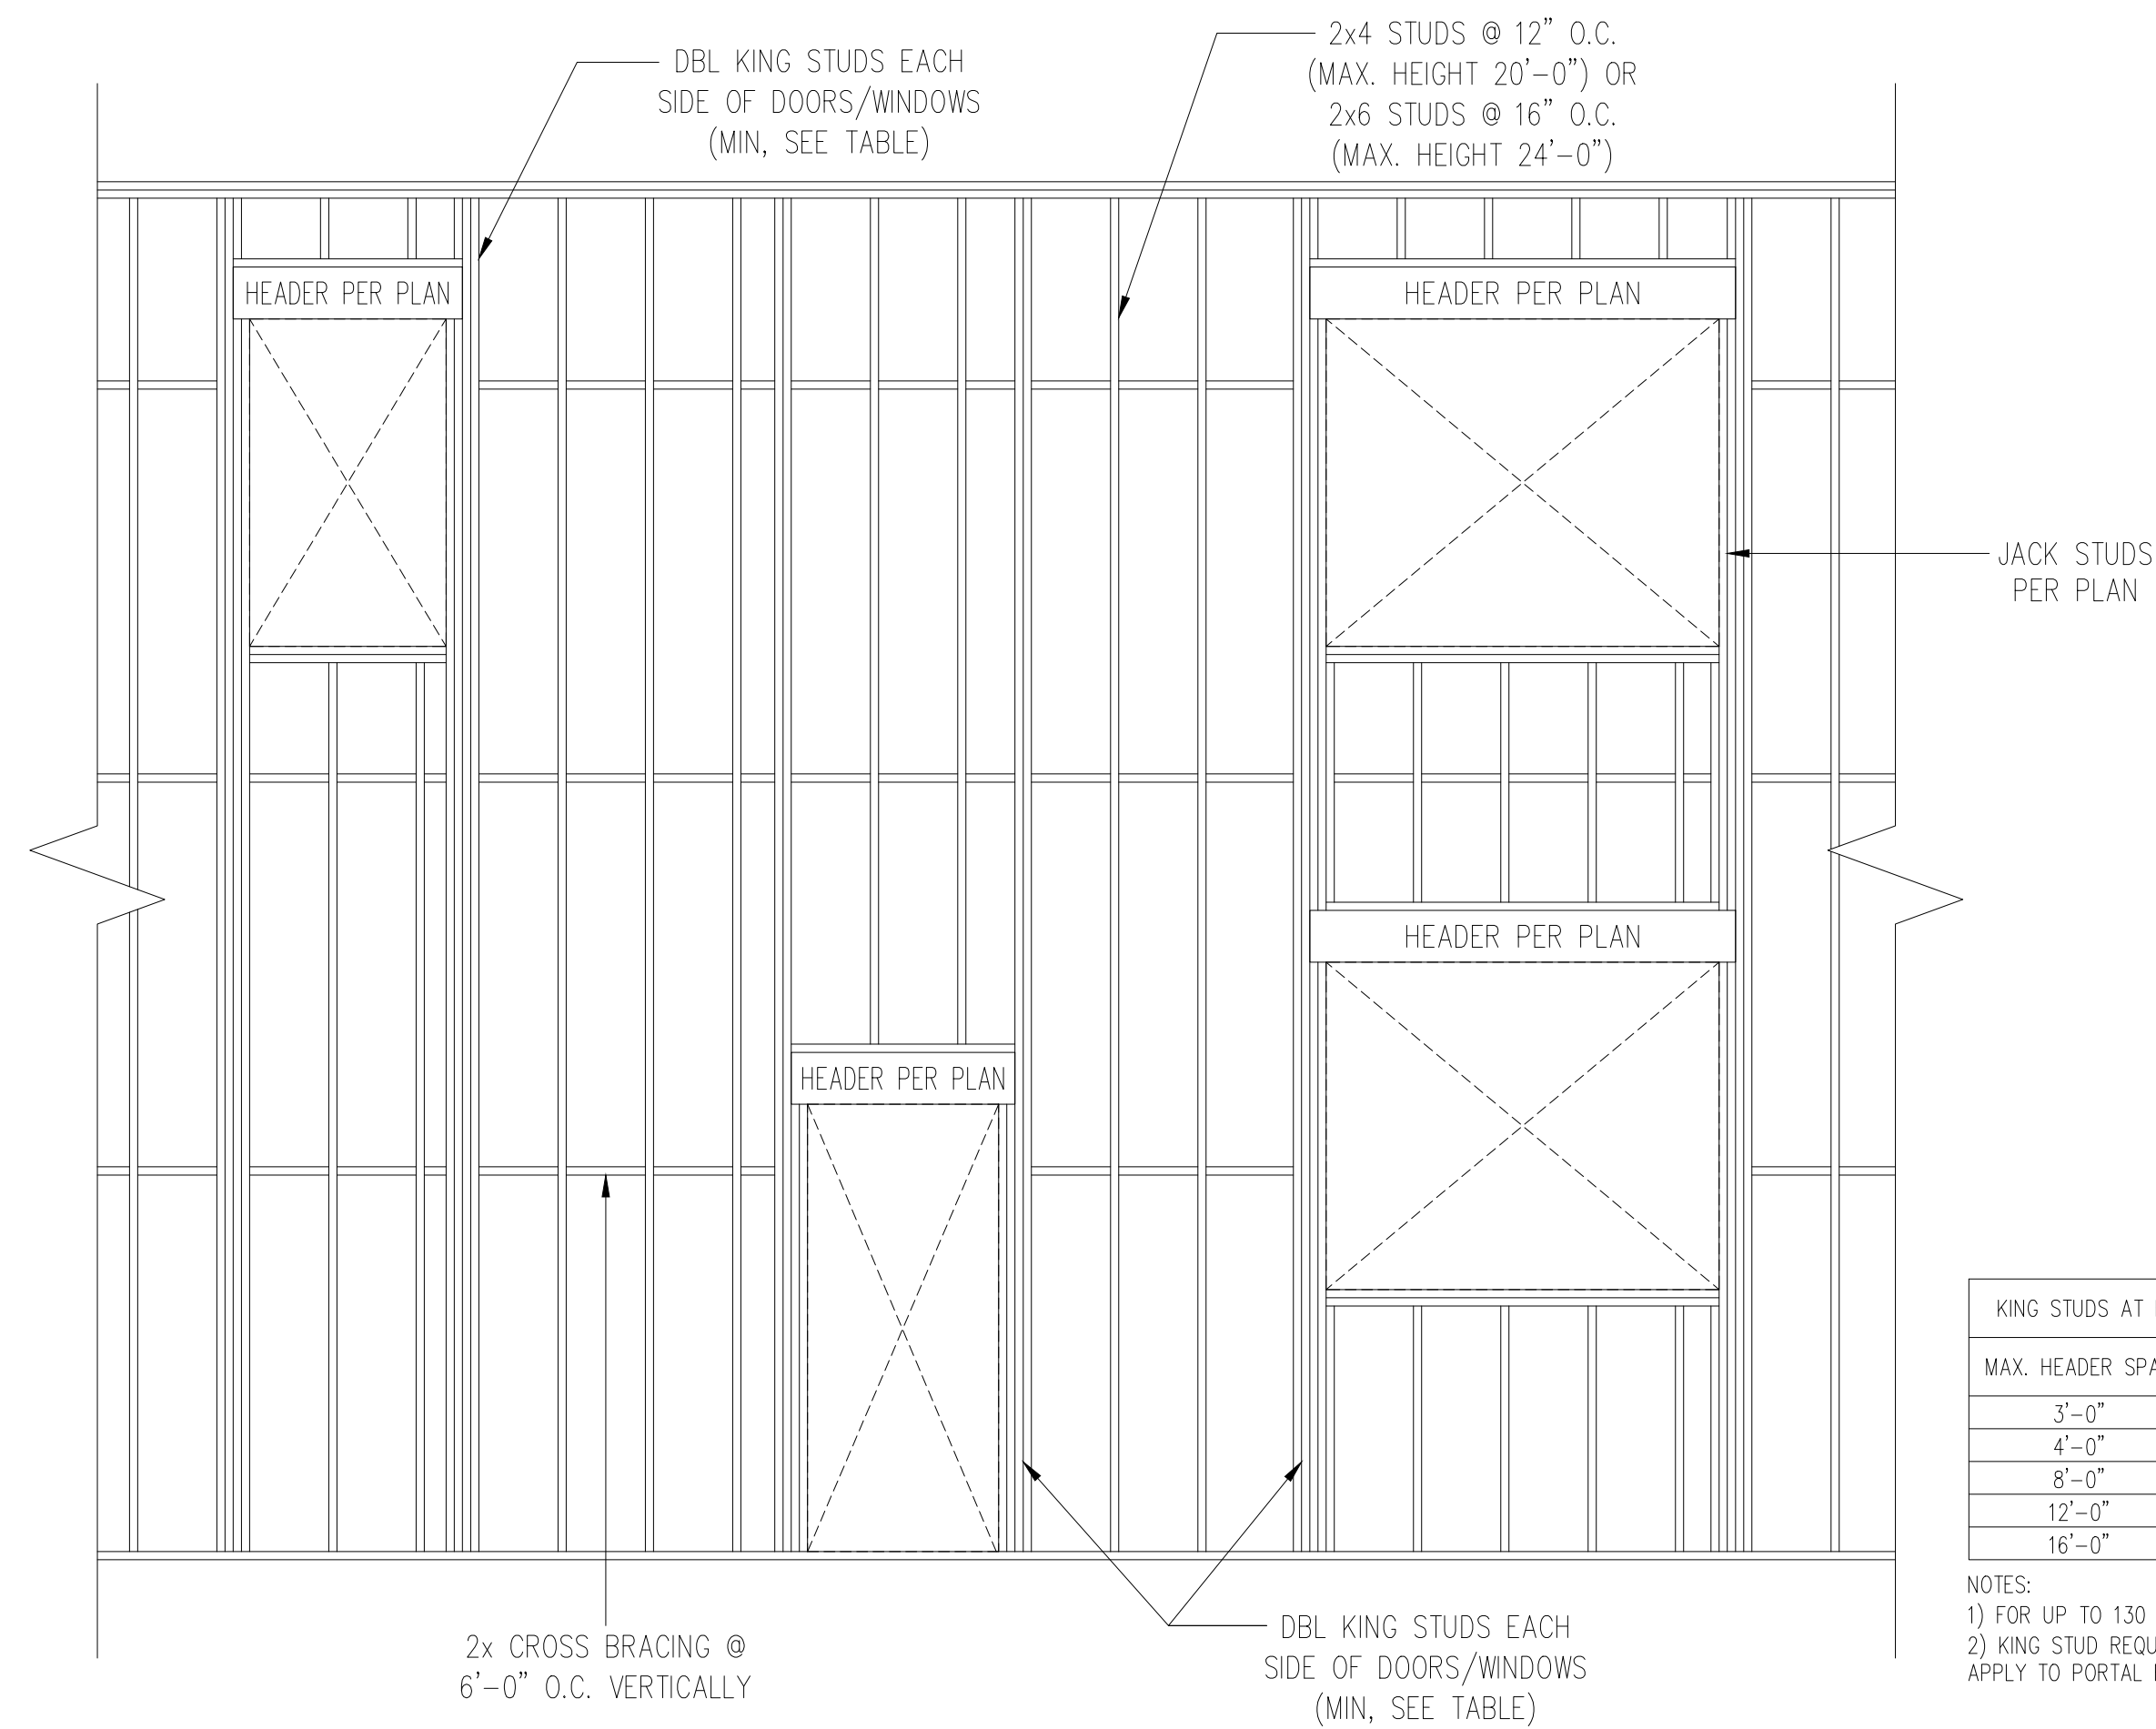 2x4 STUDS @ 12" O.C.
(MAX. HEIGHT 20'-0") OR
2x6 STUDS @ 16" O.C.
(MAX. HEIGHT 24'-0")
DBL KING STUDS EACH
SIDE OF DOORS/WINDOWS
(MIN, SEE TABLE)
HEADER PER PLAN
HEADER PER PLAN
JACK STUDS
PER PLAN
HEADER PER PLAN
HEADER PER PLAN
2x CROSS BRACING @
6'-0" O.C. VERTICALLY
DBL KING STUDS EACH
SIDE OF DOORS/WINDOWS
(MIN, SEE TABLE)
KING STUDS AT
MAX. HEADER
3'-0"
4'-0"
8'-0"
12'-0"
16'-0"
NOTES:
1) FOR UP TO 130
2) KING STUD
APPLY TO PORTAL